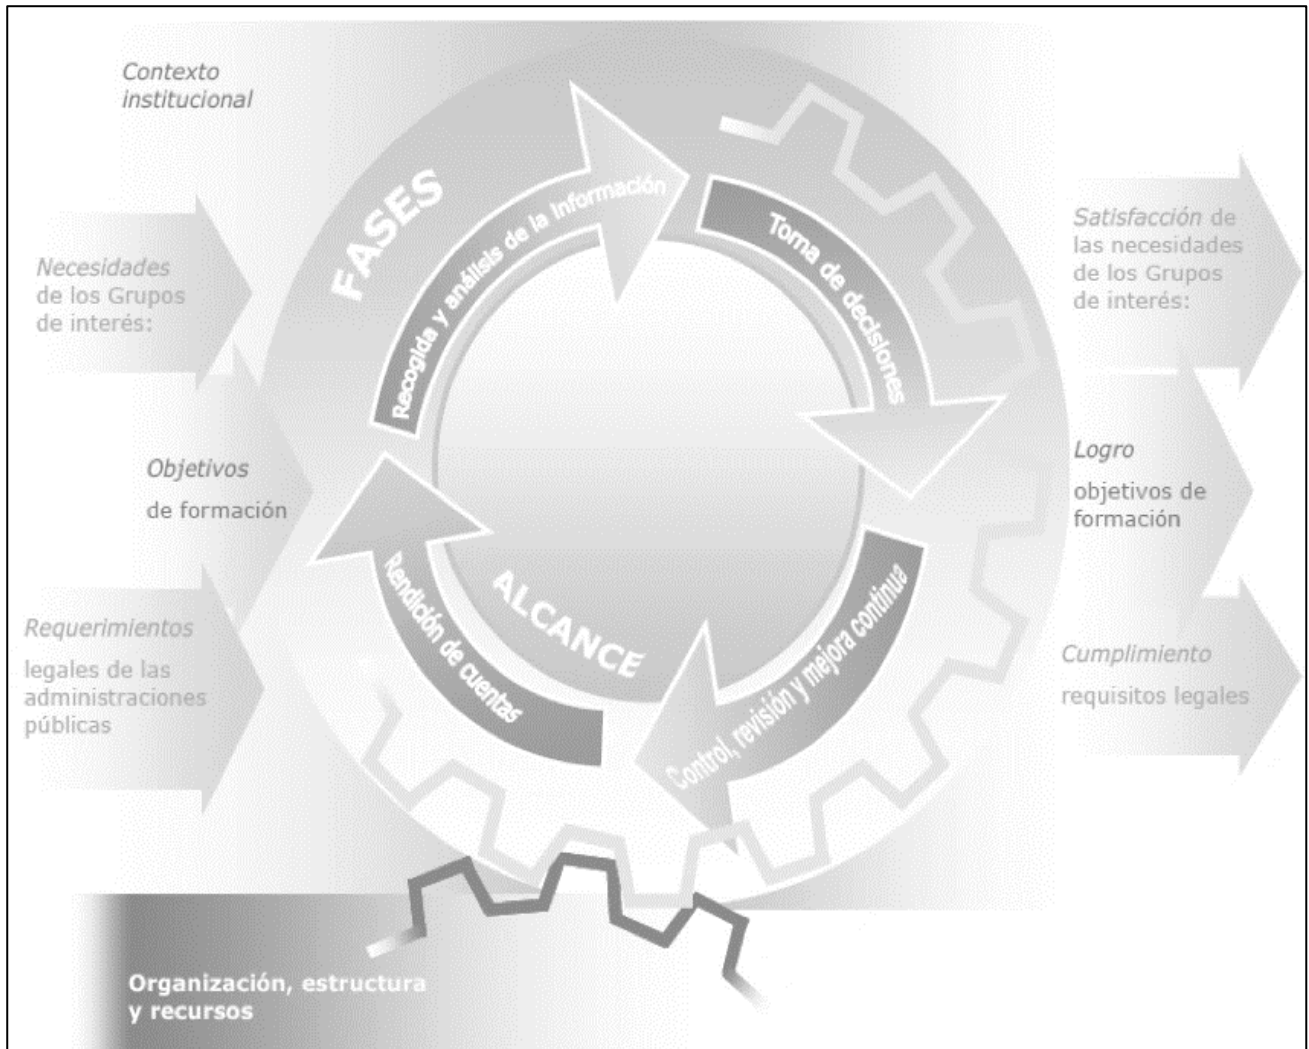 Contexto
institucional
FASES
Recogida y análisis de la Información
Toma de decisiones
Control, revisión y mejora continua
Rendición de cuentas
ALCANCE
Necesidades
de los Grupos
de interés:
Objetivos
de formación
Requerimientos
legales de las
administraciones
públicas
Satisfacción de
las necesidades
de los Grupos
de interés:
Logro
objetivos de
formación
Cumplimiento
requisitos legales
Organización, estructura
y recursos